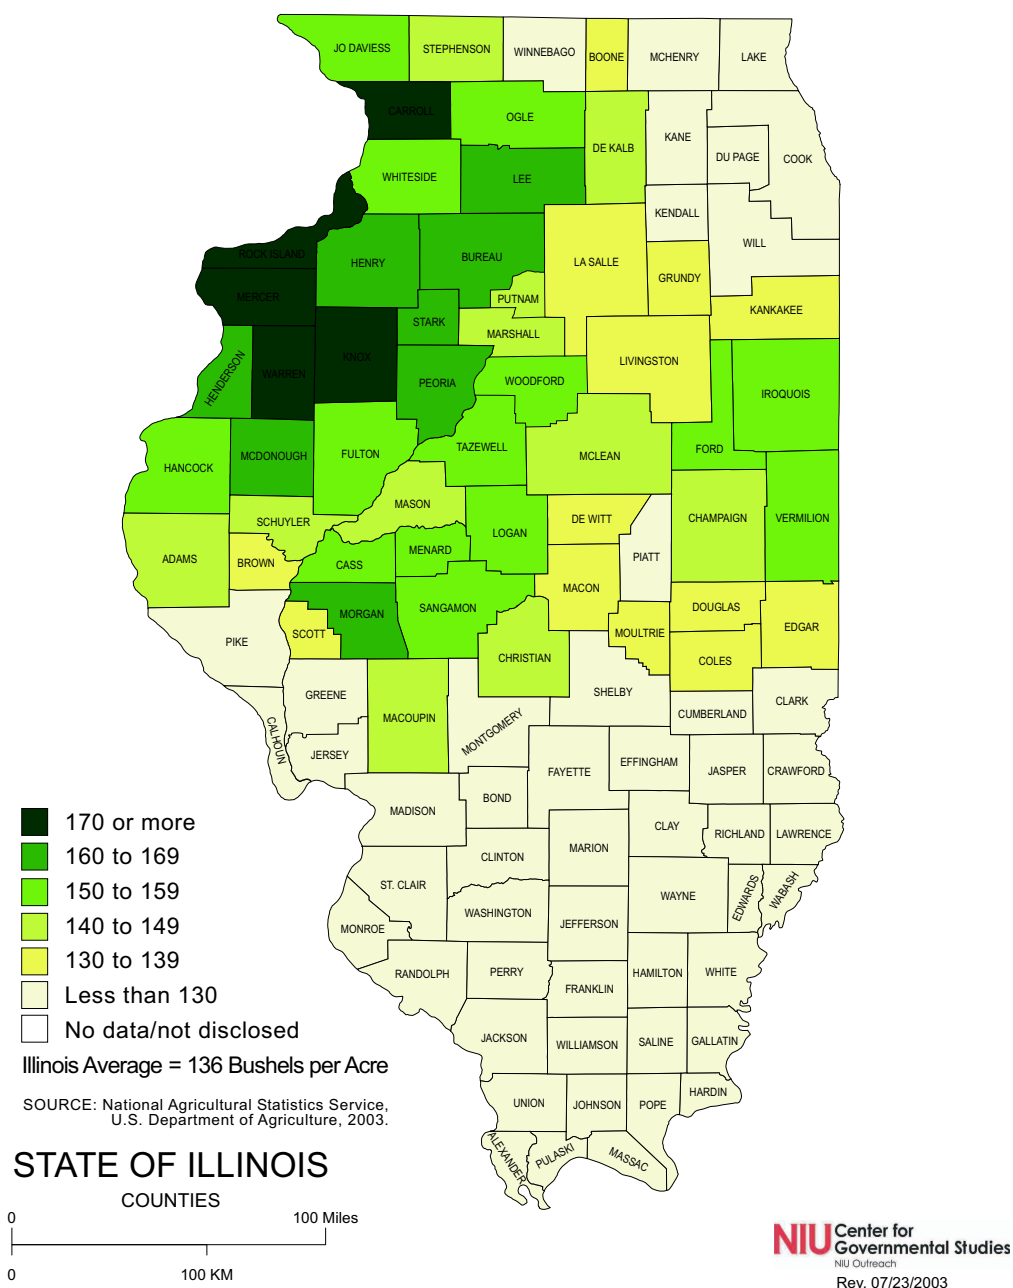 JO DAVIESS
STEPHENSON
WINNEBAGO
BOONE
MCHENRY
LAKE
CARROLL
OGLE
DE KALB
KANE
DU PAGE
COOK
WHITESIDE
LEE
KENDALL
WILL
ROCK ISLAND
HENRY
BUREAU
LA SALLE
GRUNDY
MERCER
PUTNAM
KANKAKEE
STARK
MARSHALL
HENDERSON
WARREN
KNOX
PEORIA
WOODFORD
LIVINGSTON
IROQUOIS
HANCOCK
MCDONOUGH
FULTON
TAZEWELL
MCLEAN
FORD
SCHUYLER
MASON
LOGAN
DE WITT
CHAMPAIGN
VERMILION
ADAMS
BROWN
CASS
MENARD
PIATT
MACON
PIKE
SCOTT
MORGAN
SANGAMON
CHRISTIAN
MOULTRIE
DOUGLAS
EDGAR
COLES
GREENE
MACOUPIN
MONTGOMERY
SHELBY
CUMBERLAND
CLARK
CALHOUN
JERSEY
FAYETTE
EFFINGHAM
JASPER
CRAWFORD
MADISON
BOND
CLAY
RICHLAND
LAWRENCE
CLINTON
MARION
ST. CLAIR
WAYNE
EDWARDS
WABASH
MONROE
WASHINGTON
JEFFERSON
RANDOLPH
PERRY
FRANKLIN
HAMILTON
WHITE
JACKSON
WILLIAMSON
SALINE
GALLATIN
UNION
JOHNSON
POPE
HARDIN
ALEXANDER
PULASKI
MASSAC
170 or more
160 to 169
150 to 159
140 to 149
130 to 139
Less than 130
No data/not disclosed
Illinois Average = 136 Bushels per Acre
SOURCE: National Agricultural Statistics Service,
U.S. Department of Agriculture, 2003.
STATE OF ILLINOIS
COUNTIES
0 100 Miles
0 100 KM
NIU Center for
Governmental Studies
NIU Outreach
Rev. 07/23/2003